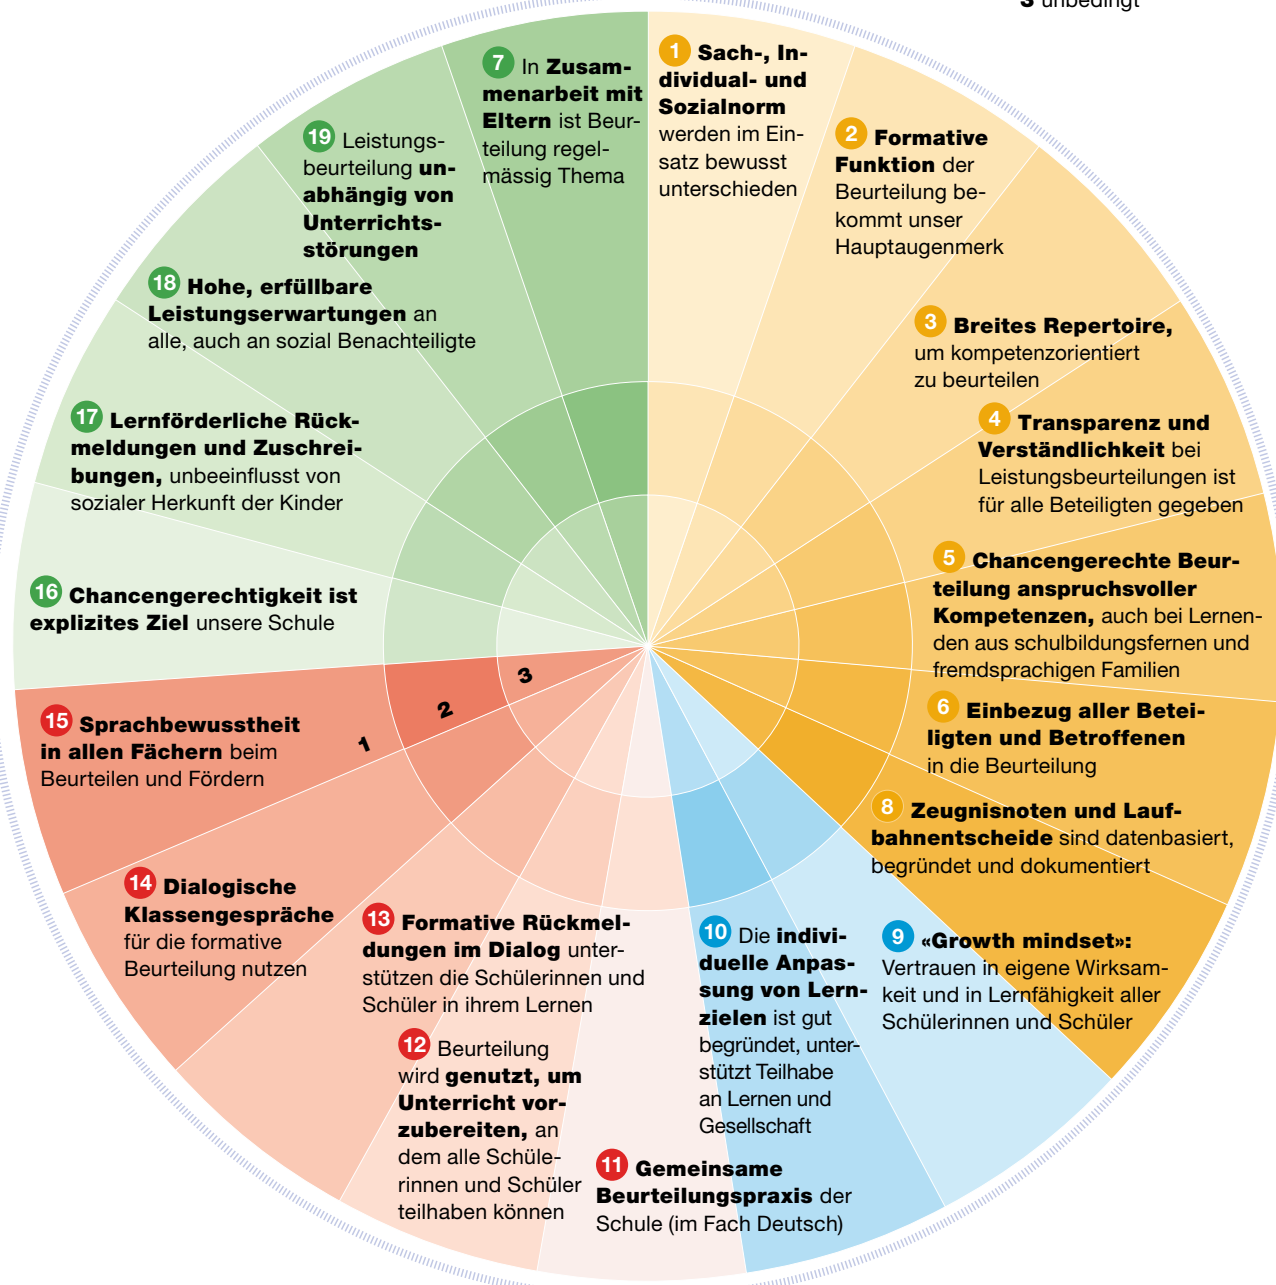 3 unbedingt
7 In Zusam-
menarbeit mit
Eltern ist Beur-
teilung regel-
mässig Thema
1 Sach-, In-
dividual- und
Sozialnorm
werden im Ein-
satz bewusst
unterschieden
2 Formative
Funktion der
Beurteilung be-
kommt unser
Hauptaugenmerk
19 Leistungs-
beurteilung un-
abhängig von
Unterrichts-
störungen
18 Hohe, erfüllbare
Leistungserwartungen an
alle, auch an sozial Benachteiligte
3 Breites Repertoire,
um kompetenzorientiert
zu beurteilen
17 Lernförderliche Rück-
meldungen und Zuschrei-
bungen, unbeeinflusst von
sozialer Herkunft der Kinder
4 Transparenz und
Verständlichkeit bei
Leistungsbeurteilungen ist
für alle Beteiligten gegeben
5 Chancengerechte Beur-
teilung anspruchsvoller
Kompetenzen, auch bei Lernen-
den aus schulbildungsfernen und
fremdsprachigen Familien
16 Chancengerechtigkeit ist
explizites Ziel unsere Schule
3
2
1
6 Einbezug aller Betei-
ligten und Betroffenen
in die Beurteilung
15 Sprachbewusstheit
in allen Fächern beim
Beurteilen und Fördern
8 Zeugnisnoten und Lauf-
bahnentscheide sind datenbasiert,
begründet und dokumentiert
14 Dialogische
Klassengespräche
für die formative
Beurteilung nutzen
13 Formative Rückmel-
dungen im Dialog unter-
stützen die Schülerinnen und
Schüler in ihrem Lernen
10 Die indivi-
duelle Anpas-
sung von Lern-
zielen ist gut
begründet, unter-
stützt Teilhabe
an Lernen und
Gesellschaft
9 «Growth mindset»:
Vertrauen in eigene Wirksam-
keit und in Lernfähigkeit aller
Schülerinnen und Schüler
12 Beurteilung
wird genutzt, um
Unterricht vor-
zubereiten, an
dem alle Schüle-
rinnen und Schüler
teilhaben können
11 Gemeinsame
Beurteilungspraxis der
Schule (im Fach Deutsch)